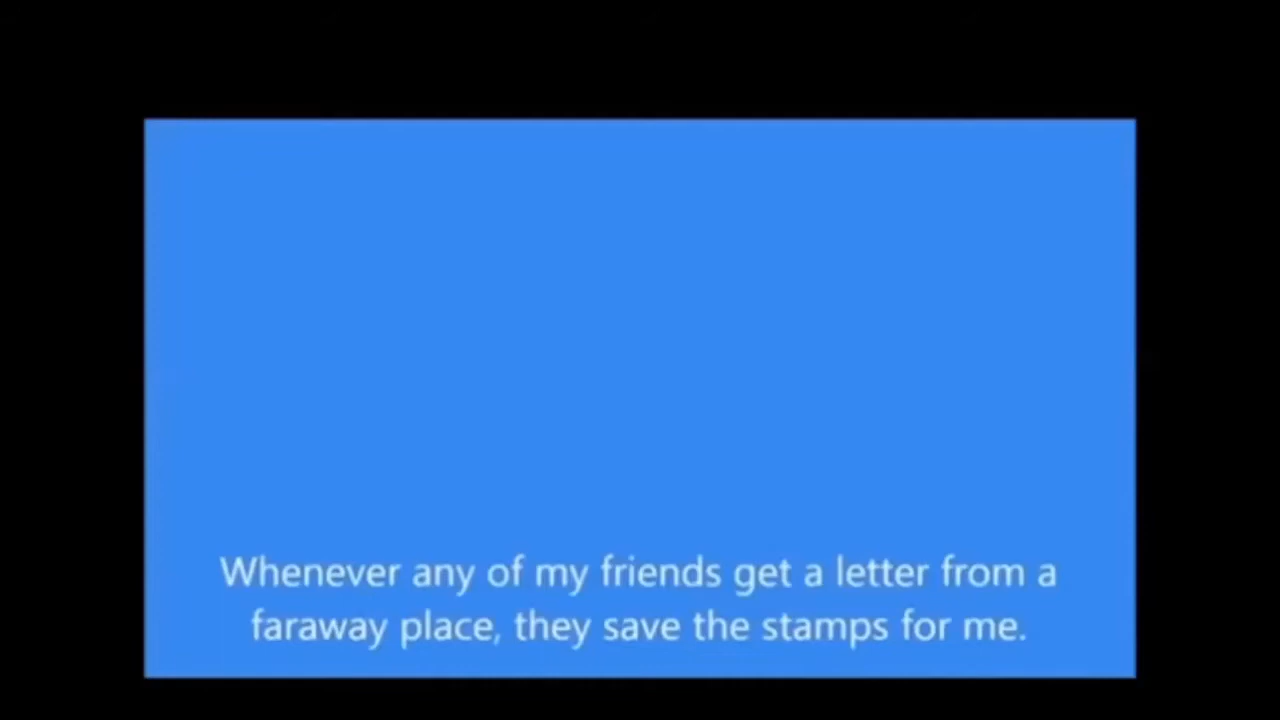 Whenever any of my friends get a letter from a
faraway place, they save the stamps for me.